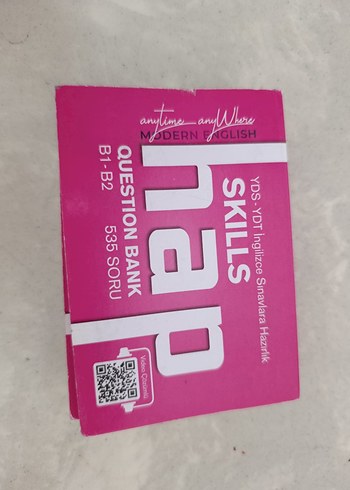 anytime anyWhere
MODERN ENGLISH
hap
YDS - YDT İngilizce Sınavlara Hazırlık
SKILLS
QUESTION BANK
B1-B2
535 SORU
Video Çözümlü